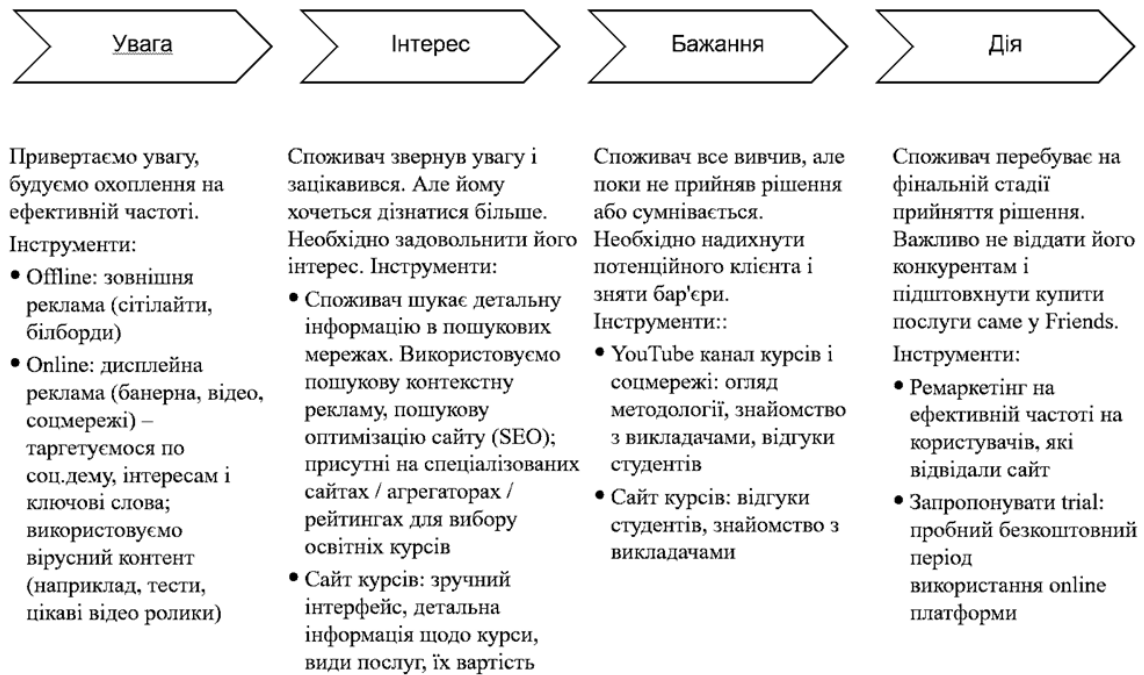 Увага
Інтерес
Бажання
Дія
Привертаємо увагу,
будуємо охоплення на
ефективній частоті.
Інструменти:
• Offline: зовнішня
реклама (сітілайти,
білборди)
• Online: дисплейна
реклама (банерна, відео,
соцмережі) –
таргетуємося по
соц.дему, інтересам і
ключові слова;
використовуємо
вірусний контент
(наприклад, тести,
цікаві відео ролики)
Споживач звернув увагу і
зацікавився. Але йому
хочеться дізнатися більше.
Необхідно задовольнити його
інтерес. Інструменти:
• Споживач шукає детальну
інформацію в пошукових
мережах. Використовуємо
пошукову контекстну
рекламу, пошукову
оптимізацію сайту (SEO);
присутні на спеціалізованих
сайтах / агрегаторах /
рейтингах для вибору
освітніх курсів
• Сайт курсів: зручний
інтерфейс, детальна
інформація щодо курси,
види послуг, їх вартість
Споживач все вивчив, але
поки не прийняв рішення
або сумнівається.
Необхідно надихнути
потенційного клієнта і
зняти бар'єри.
Інструменти::
• YouTube канал курсів і
соцмережі: огляд
методології, знайомство
з викладачами, відгуки
студентів
• Сайт курсів: відгуки
студентів, знайомство з
викладачами
Споживач перебуває на
фінальній стадії
прийняття рішення.
Важливо не віддати його
конкурентам і
підштовхнути купити
послуги саме у Friends.
Інструменти:
• Ремаркетінг на
ефективній частоті на
користувачів, які
відвідали сайт
• Запропонувати trial:
пробний безкоштовний
період
використання online
платформи